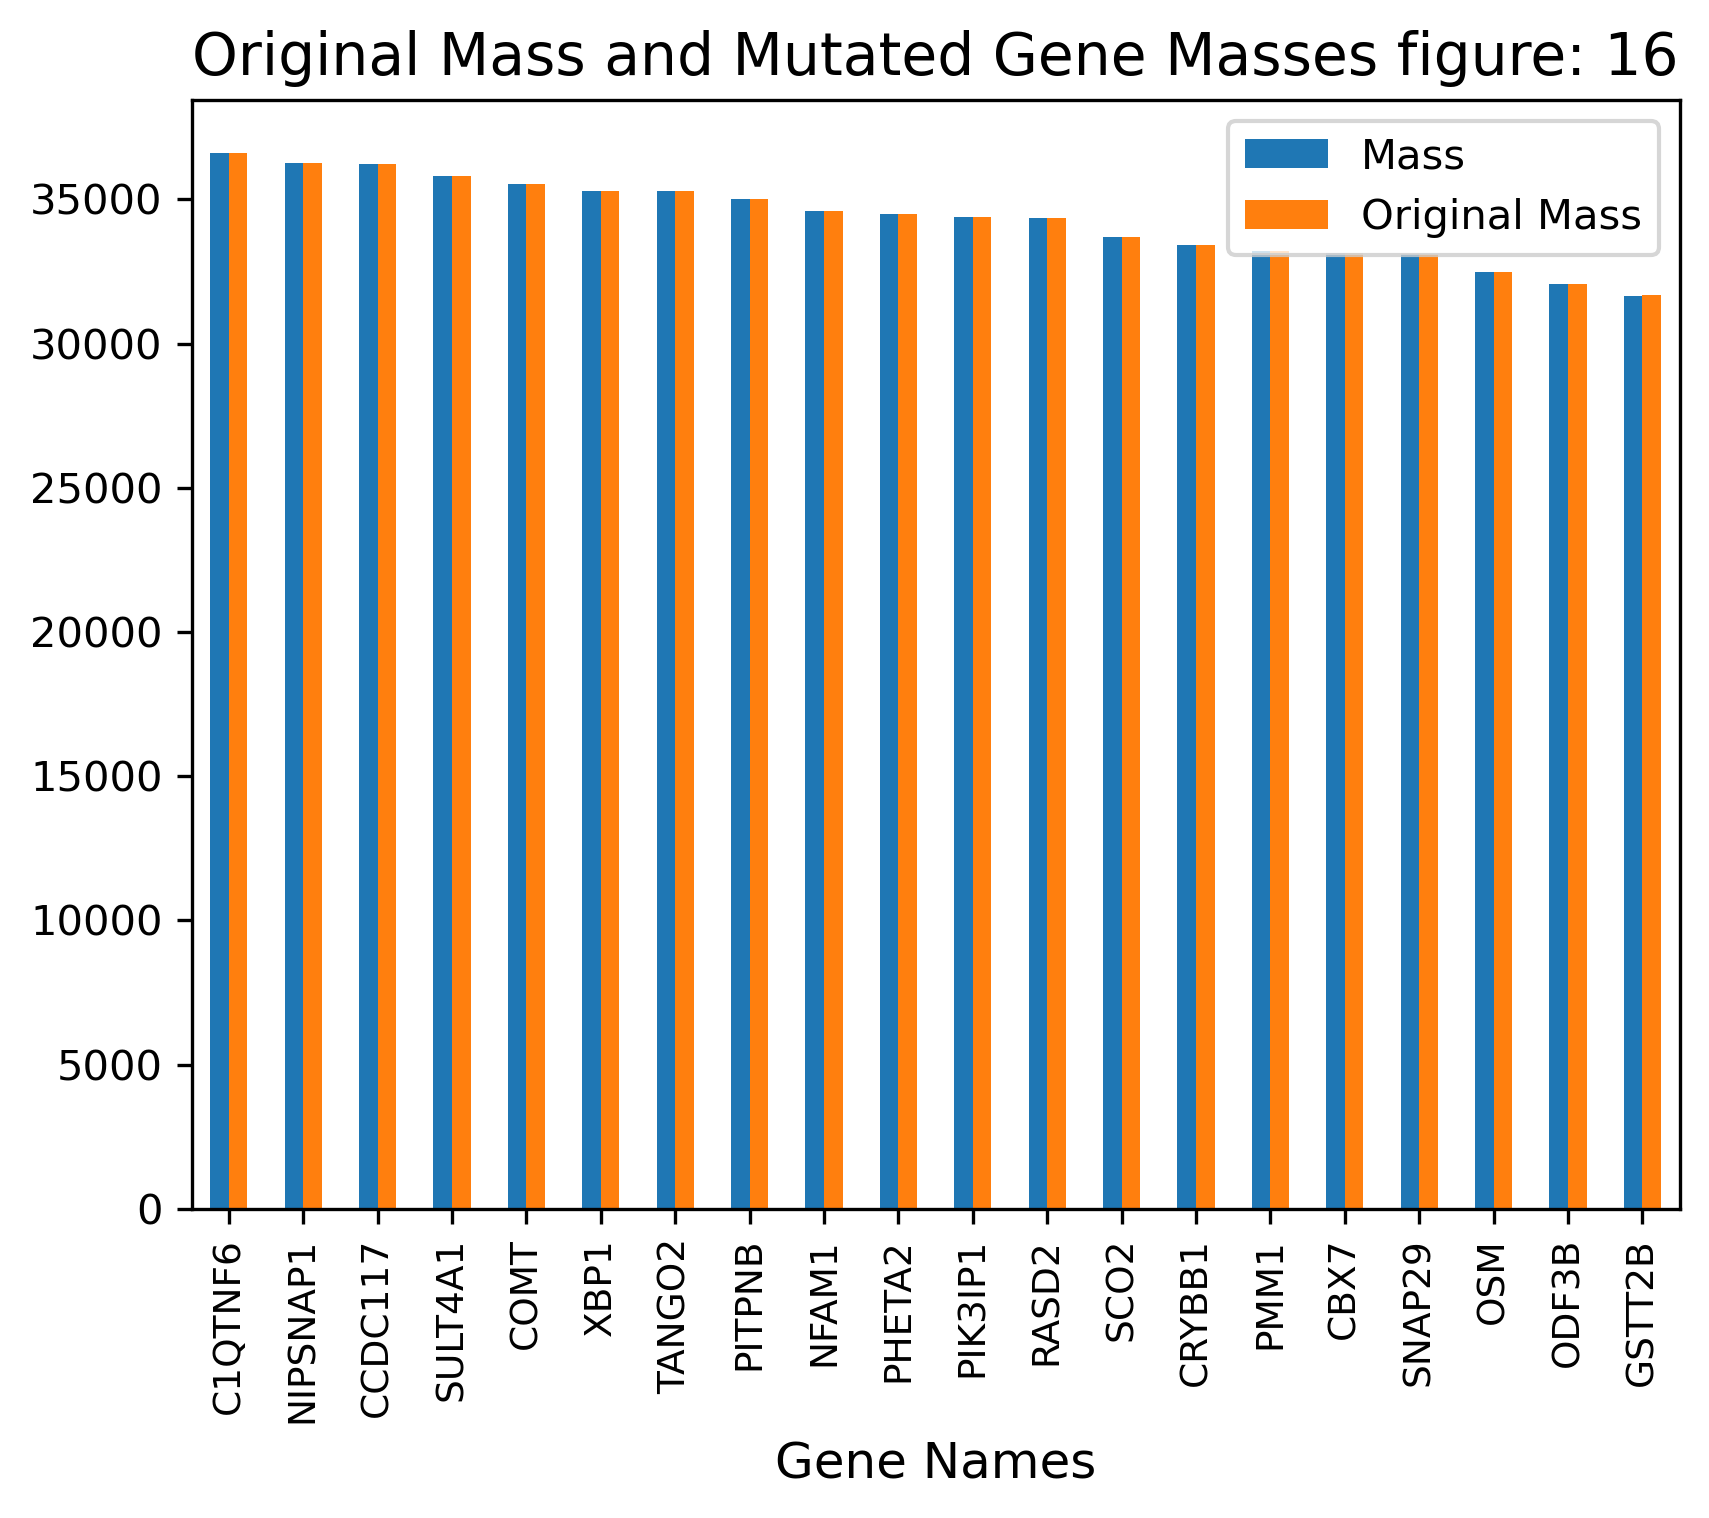 Original Mass and Mutated Gene Masses figure: 16
Mass
Original Mass
35000
30000
25000
20000
15000
10000
5000
0
C1QTNF6
NIPSNAP1
CCDC117
SULT4A1
COMT
XBP1
TANGO2
PITPNB
NFAM1
PHETA2
PIK3IP1
RASD2
SCO2
CRYBB1
PMM1
CBX7
SNAP29
OSM
ODF3B
GSTT2B
Gene Names